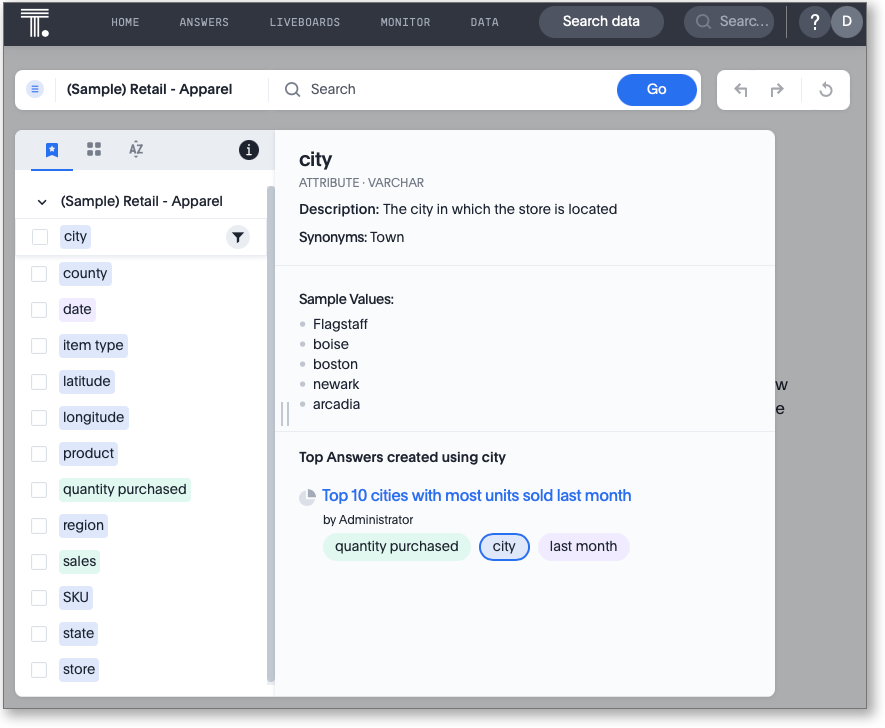 T.
HOME ANSWERS LIVEBOARDS MONITOR DATA Search data Searc... ? D
(Sample) Retail - Apparel Search Go
AZ i
(Sample) Retail - Apparel
city
county
date
item type
latitude
longitude
product
quantity purchased
region
sales
SKU
state
store
city
ATTRIBUTE · VARCHAR
Description: The city in which the store is located
Synonyms: Town
Sample Values:
Flagstaff
boise
boston
newark
arcadia
Top Answers created using city
Top 10 cities with most units sold last month
by Administrator
quantity purchased city last month
w
e